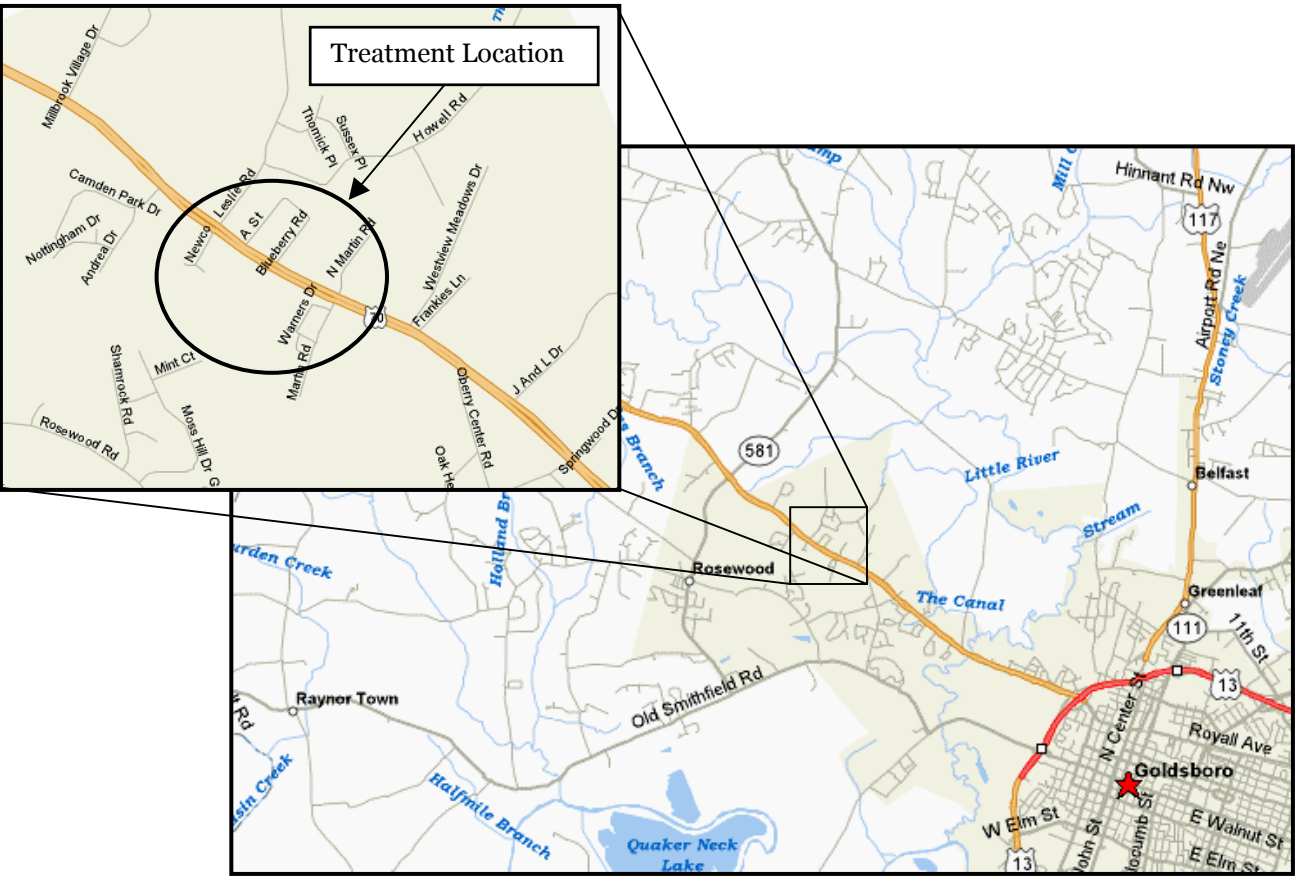 Treatment Location
Millbrook Village Dr
Thornick Pl
Sussex Pl
Howell Rd
Camden Park Dr
Leslie Rd
A St
Blueberry Rd
N Martin Rd
Westview Meadows Dr
Nottingham Dr
Andrea Dr
Newco
Warners Dr
Frankies Ln
Martin Rd
Mint Ct
Shamrock Rd
Moss Hill Dr G
Rosewood Rd
Oberry Center Rd
J And L Dr
Oak He
Springwood Dr
Mill C
Hinnant Rd Nw
117
Airport Rd Ne
Stoney Creek
Branch
581
Little River
Belfast
Stream
Holland Br
urden Creek
Rosewood
The Canal
Greenleaf
111
11th St
13
Raynor Town
Old Smithfield Rd
N Center St
Royall Ave
Goldsboro
Halfmile Branch
Quaker Neck
Lake
W Elm St
E Walnut St
E Elm St
13